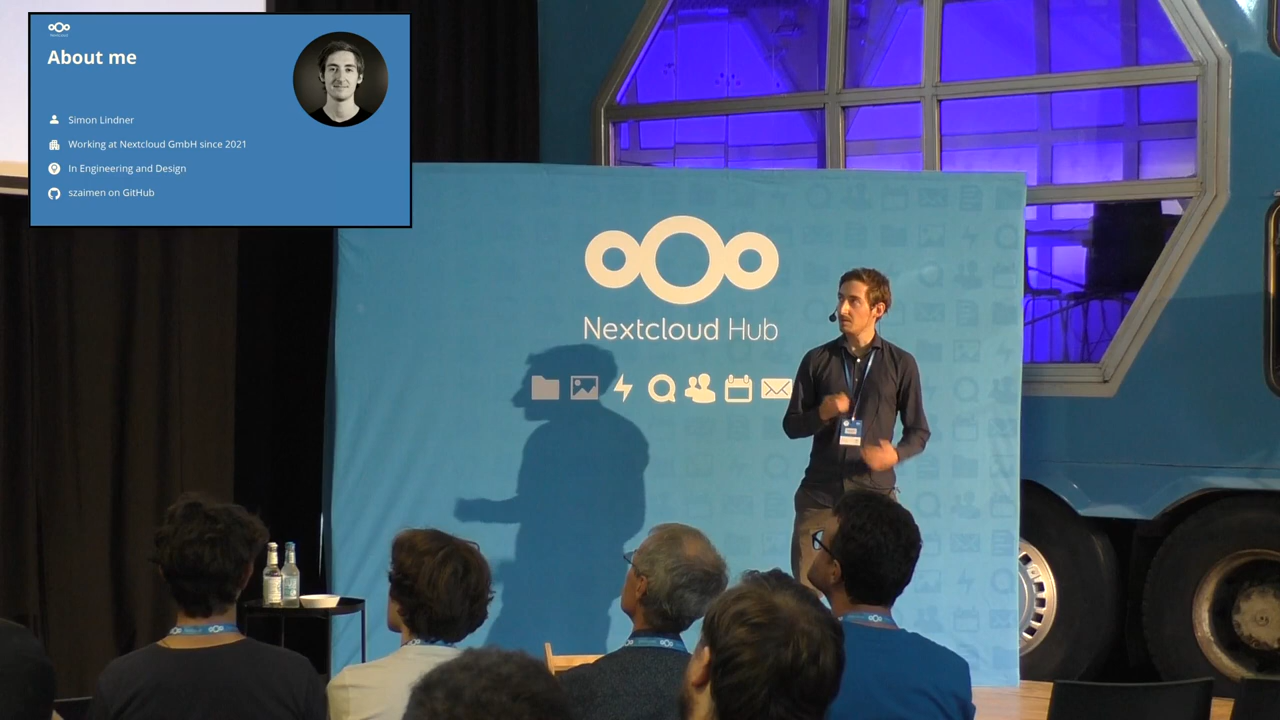 Nextcloud
About me
Simon Lindner
Working at Nextcloud GmbH since 2021
In Engineering and Design
szaimen on GitHub
Nextcloud Hub